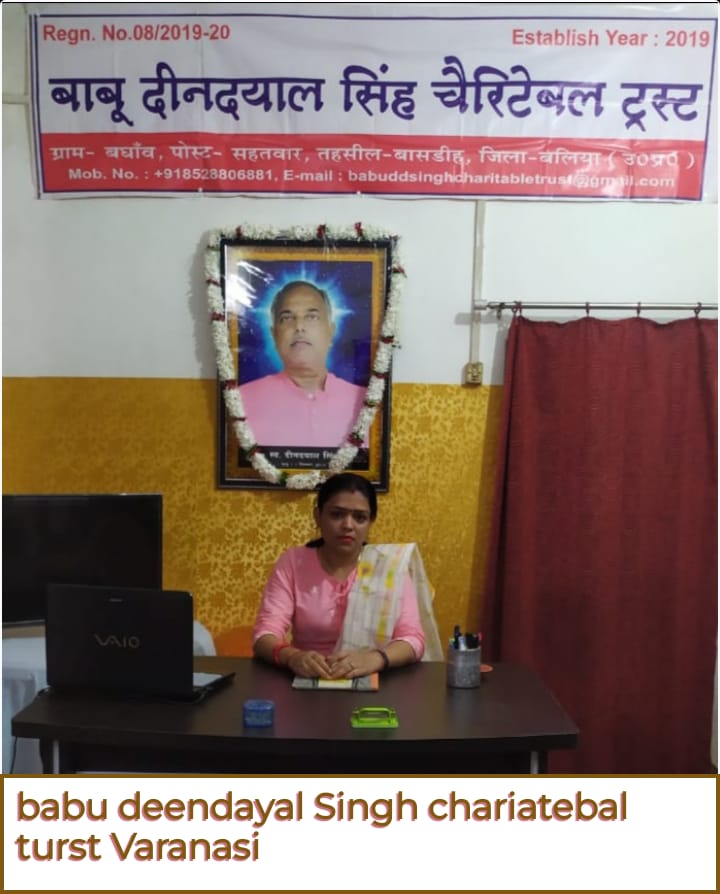 Regn. No.08/2019-20
Establish Year : 2019
बाबू दीनदयाल सिंह चैरिटेबल ट्रस्ट
ग्राम- बघाँव, पोस्ट- सहतवार, तहसील-बासडीह, जिला-बलिया ( उ०प्र० )
Mob. No. : +918528806881, E-mail : babuddsinghcharitabletrust@gmail.com
स्व. दीनदयाल सिंह
VAIO
babu deendayal Singh chariatebal
turst Varanasi